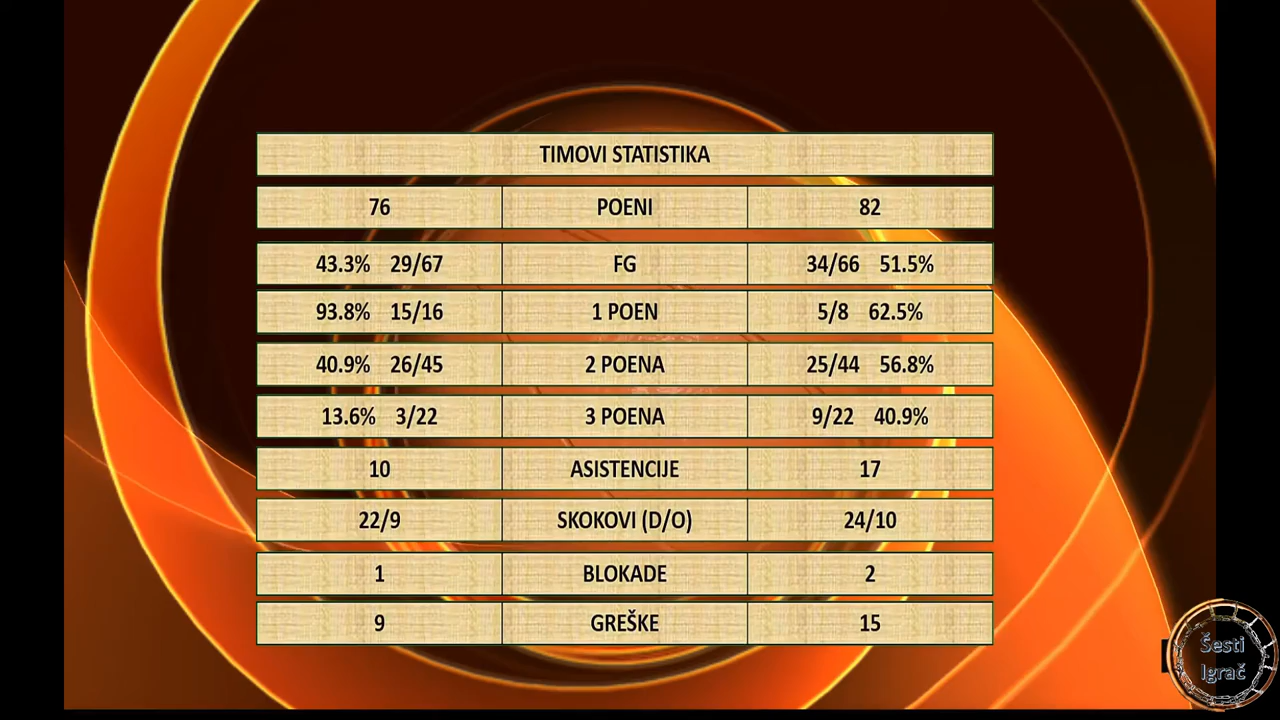 TIMOVI STATISTIKA
76 POENI 82
43.3% 29/67 FG 34/66 51.5%
93.8% 15/16 1 POEN 5/8 62.5%
40.9% 26/45 2 POENA 25/44 56.8%
13.6% 3/22 3 POENA 9/22 40.9%
10 ASISTENCIJE 17
22/9 SKOKOVI (D/O) 24/10
1 BLOKADE 2
9 GREŠKE 15
Šesti
Igrač